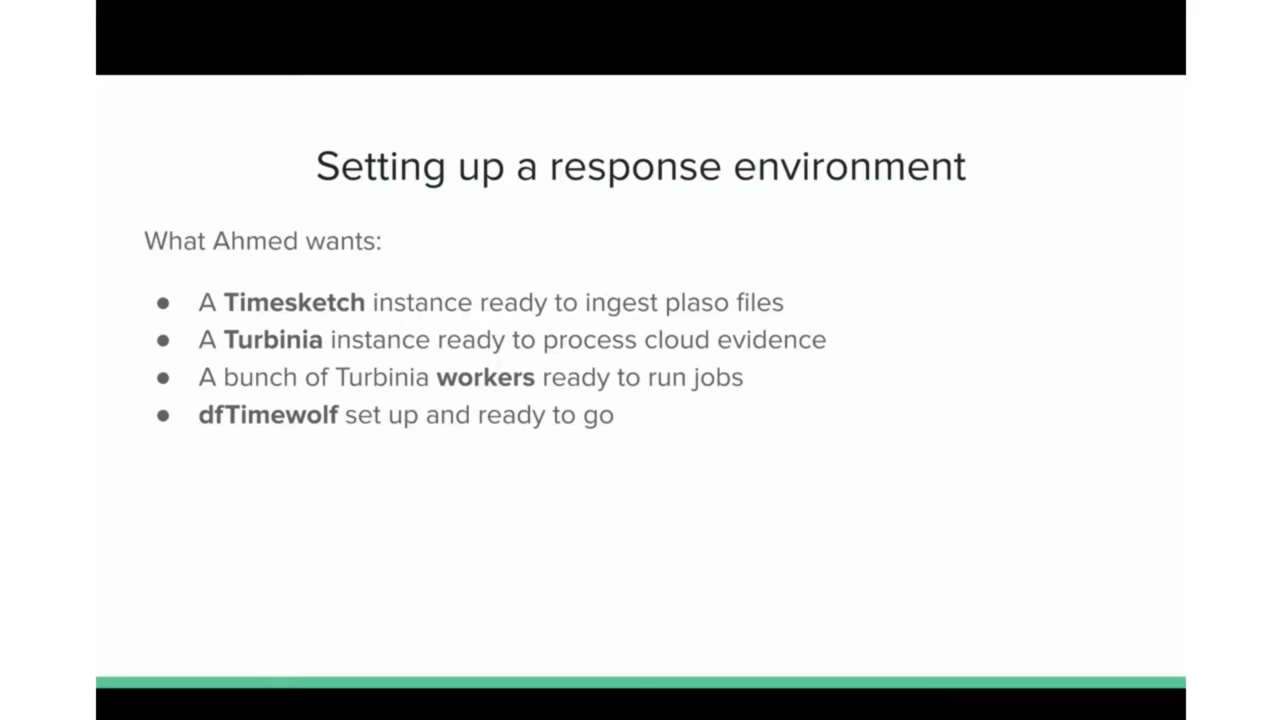 Setting up a response environment
What Ahmed wants:
● A Timesketch instance ready to ingest plaso files
● A Turbinia instance ready to process cloud evidence
● A bunch of Turbinia workers ready to run jobs
● dfTimewolf set up and ready to go